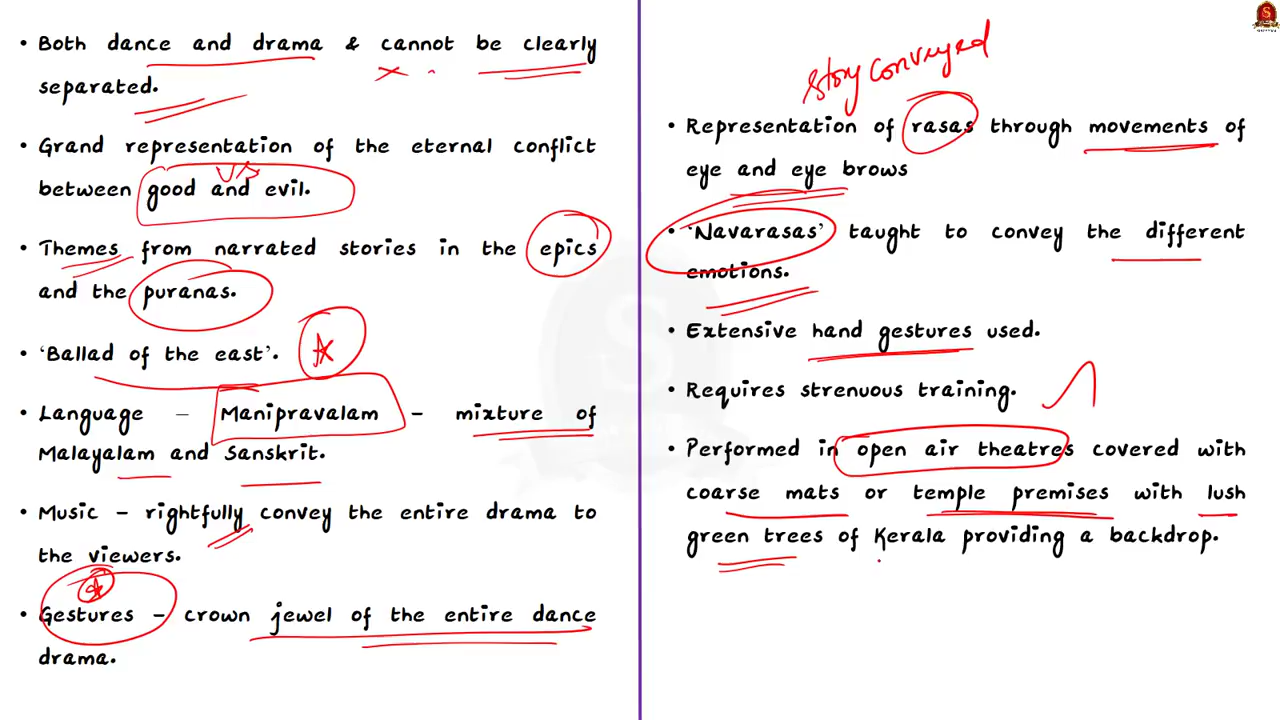 • Both dance and drama & cannot be clearly
separated.
• Grand representation of the eternal conflict
vs
between good and evil.
• Themes from narrated stories in the epics
and the puranas.
• 'Ballad of the east'.
• Language – Manipravalam - mixture of
Malayalam and Sanskrit.
• Music – rightfully convey the entire drama to
the viewers.
• Gestures – crown jewel of the entire dance
drama.
Story conveyed
• Representation of rasas through movements of
eye and eye brows
• 'Navarasas' taught to convey the different
emotions.
• Extensive hand gestures used.
• Requires strenuous training.
• Performed in open air theatres covered with
coarse mats or temple premises with lush
green trees of Kerala providing a backdrop.